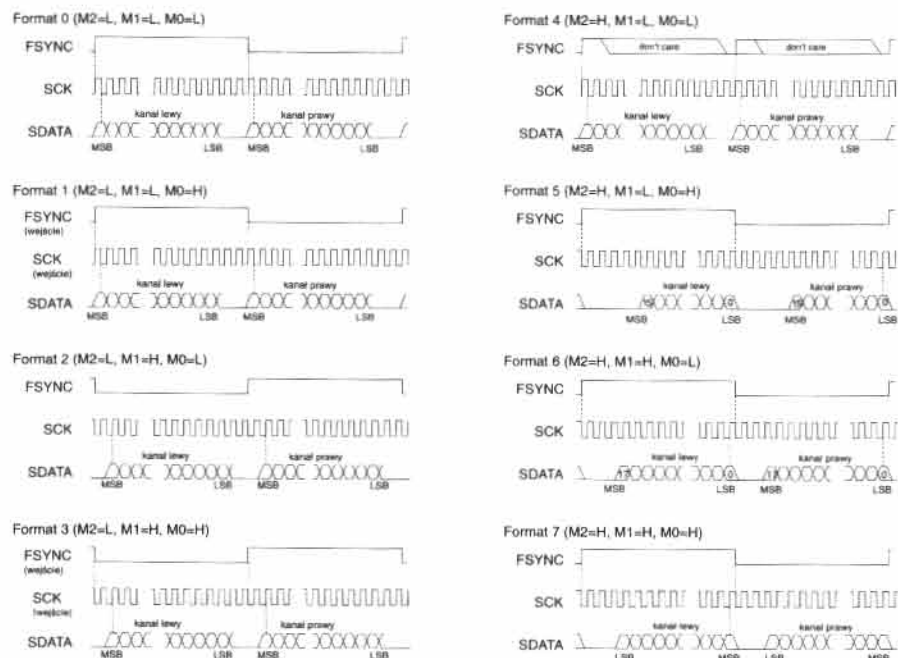 Format 0 (M2=L, M1=L, M0=L)
FSYNC
SCK
kanał lewy
kanał prawy
SDATA
MSB
LSB
MSB
LSB
Format 1 (M2=L, M1=L, M0=H)
FSYNC
(wejście)
SCK
(wejście)
kanał lewy
kanał prawy
SDATA
MSB
LSB
MSB
LSB
Format 2 (M2=L, M1=H, M0=L)
FSYNC
SCK
kanał lewy
kanał prawy
SDATA
MSB
LSB
MSB
LSB
Format 3 (M2=L, M1=H, M0=H)
FSYNC
(wejście)
SCK
(wejście)
kanał lewy
kanał prawy
SDATA
MSB
LSB
MSB
LSB
Format 4 (M2=H, M1=L, M0=L)
FSYNC
don't care
don't care
SCK
kanał lewy
kanał prawy
SDATA
MSB
LSB
MSB
LSB
Format 5 (M2=H, M1=L, M0=H)
FSYNC
SCK
kanał lewy
kanał prawy
SDATA
0
0
MSB
LSB
MSB
LSB
Format 6 (M2=H, M1=H, M0=L)
FSYNC
SCK
kanał lewy
kanał prawy
SDATA
17
0
17
0
MSB
LSB
MSB
LSB
Format 7 (M2=H, M1=H, M0=H)
FSYNC
SCK
kanał lewy
kanał prawy
SDATA
LSB
MSB
LSB
MSB